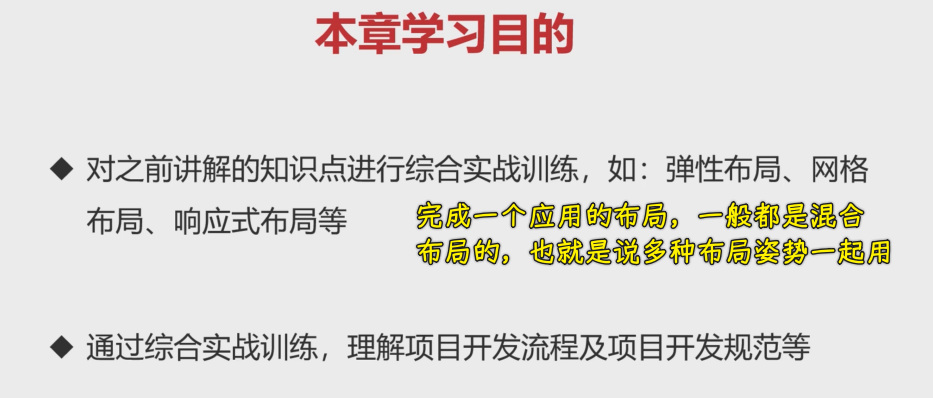 本章学习目的
◆ 对之前讲解的知识点进行综合实战训练，如：弹性布局、网格
布局、响应式布局等
完成一个应用的布局，一般都是混合
布局的，也就是说多种布局姿势一起用
◆ 通过综合实战训练，理解项目开发流程及项目开发规范等